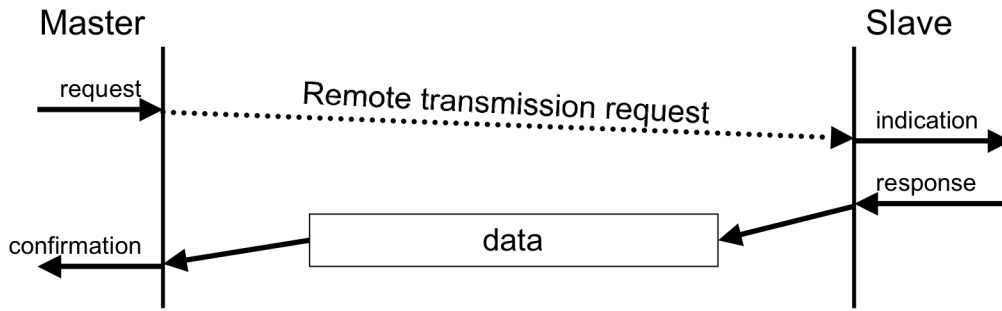 Master
Slave
request
Remote transmission request
indication
response
data
confirmation